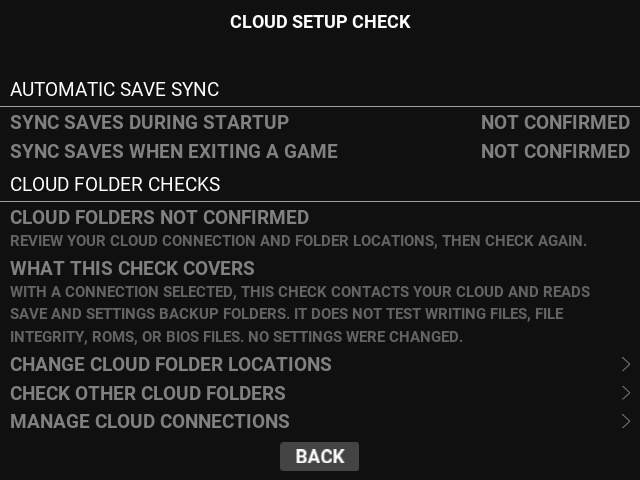 CLOUD SETUP CHECK
AUTOMATIC SAVE SYNC
SYNC SAVES DURING STARTUP NOT CONFIRMED
SYNC SAVES WHEN EXITING A GAME NOT CONFIRMED
CLOUD FOLDER CHECKS
CLOUD FOLDERS NOT CONFIRMED
REVIEW YOUR CLOUD CONNECTION AND FOLDER LOCATIONS, THEN CHECK AGAIN.
WHAT THIS CHECK COVERS
WITH A CONNECTION SELECTED, THIS CHECK CONTACTS YOUR CLOUD AND READS
SAVE AND SETTINGS BACKUP FOLDERS. IT DOES NOT TEST WRITING FILES, FILE
INTEGRITY, ROMS, OR BIOS FILES. NO SETTINGS WERE CHANGED.
CHANGE CLOUD FOLDER LOCATIONS
CHECK OTHER CLOUD FOLDERS
MANAGE CLOUD CONNECTIONS
BACK